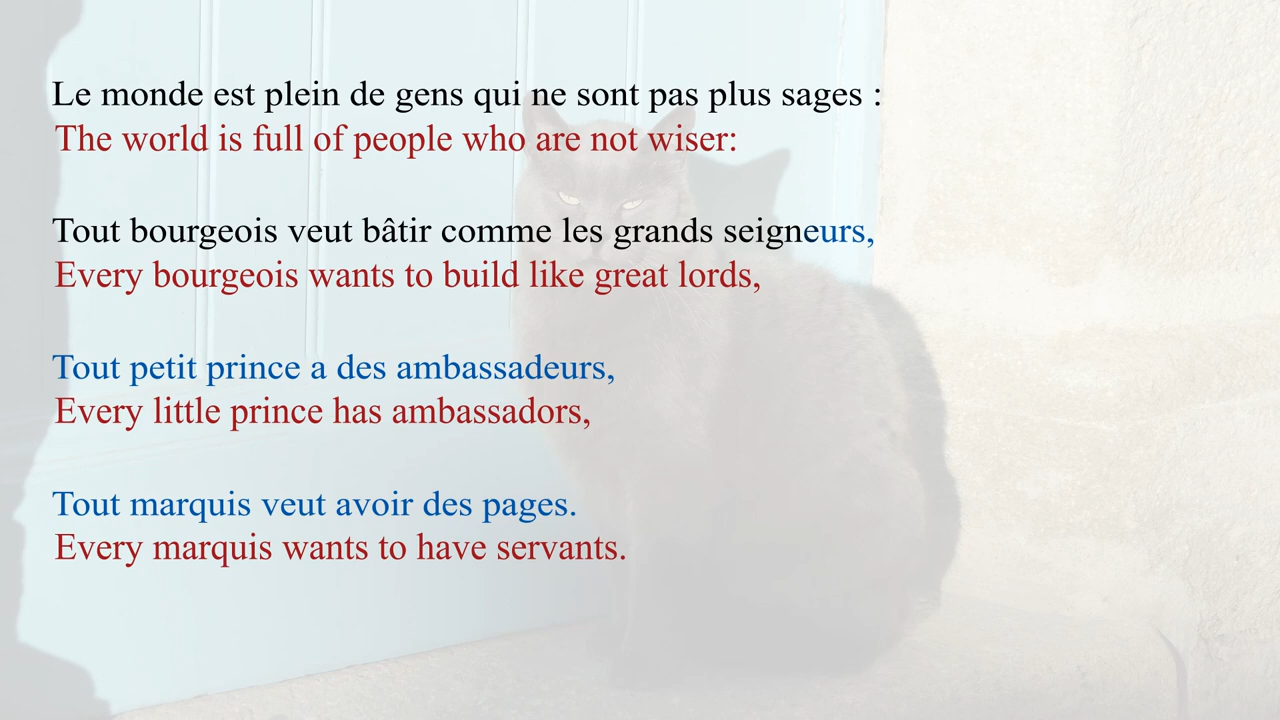 Le monde est plein de gens qui ne sont pas plus sages :
The world is full of people who are not wiser:
Tout bourgeois veut bâtir comme les grands seigneurs,
Every bourgeois wants to build like great lords,
Tout petit prince a des ambassadeurs,
Every little prince has ambassadors,
Tout marquis veut avoir des pages.
Every marquis wants to have servants.